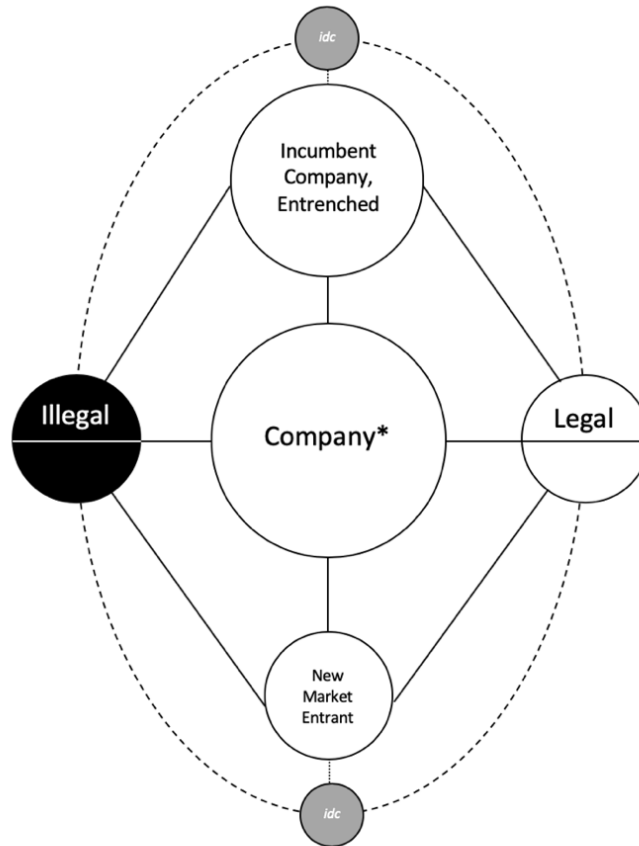 idc
Incumbent
Company,
Entrenched
Illegal
Company*
Legal
New
Market
Entrant
idc